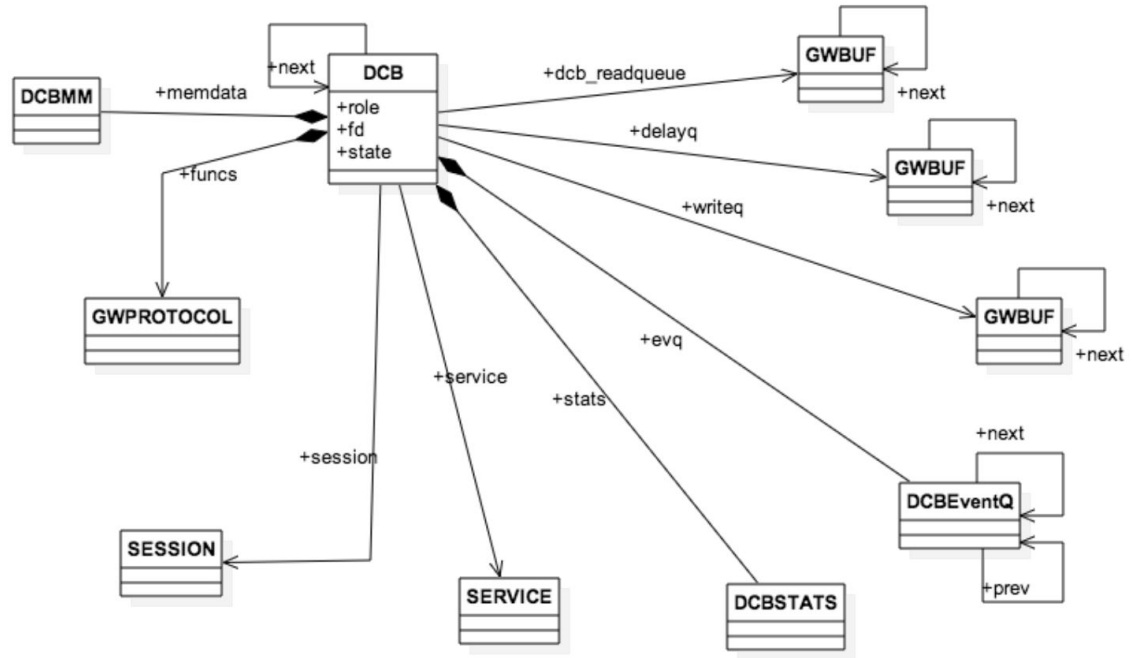 GWBUF
+next
DCB
+dcb_readqueue
+next
DCBMM
+memdata
+role
+fd
+state
+delayq
GWBUF
+next
+funcs
+writeq
GWPROTOCOL
GWBUF
+next
+evq
+service
+stats
+session
+next
DCBEventQ
SESSION
+prev
SERVICE
DCBSTATS